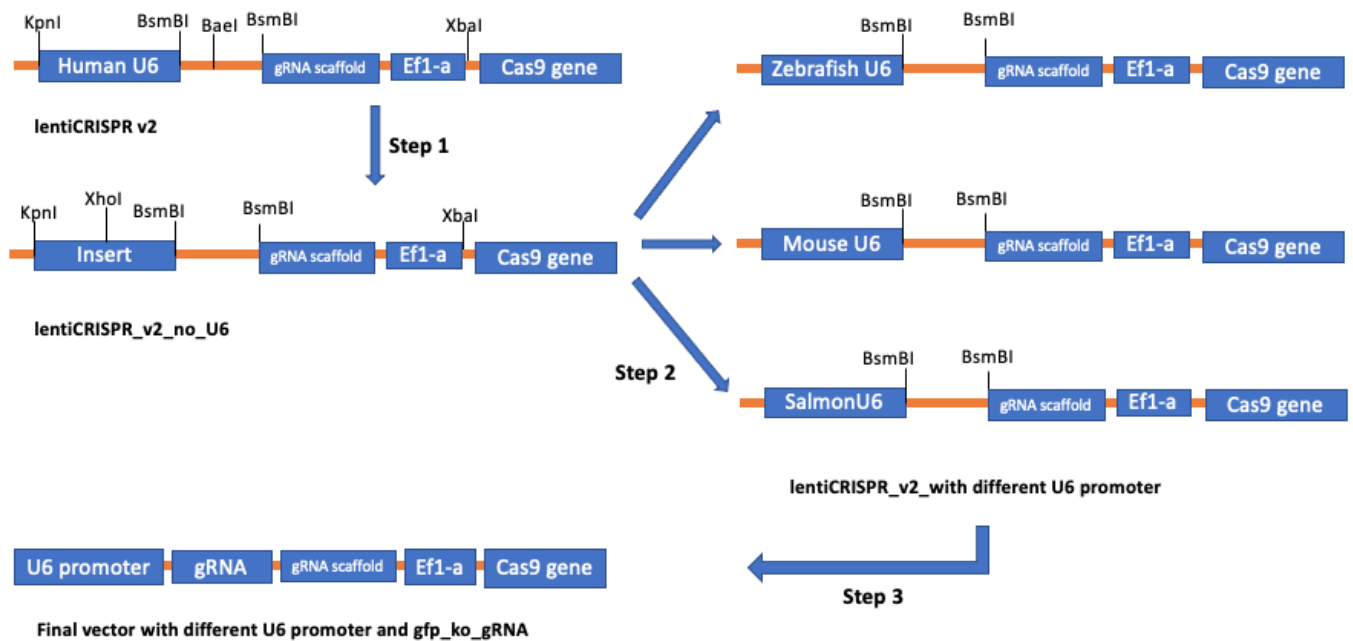 KpnI BsmBI BaeI BsmBI XbaI
Human U6 gRNA scaffold Ef1-a Cas9 gene
lentiCRISPR v2
Step 1
KpnI XhoI BsmBI BsmBI XbaI
Insert gRNA scaffold Ef1-a Cas9 gene
lentiCRISPR_v2_no_U6
BsmBI BsmBI
Zebrafish U6 gRNA scaffold Ef1-a Cas9 gene
BsmBI BsmBI
Mouse U6 gRNA scaffold Ef1-a Cas9 gene
Step 2
BsmBI BsmBI
SalmonU6 gRNA scaffold Ef1-a Cas9 gene
lentiCRISPR_v2_with different U6 promoter
Step 3
U6 promoter gRNA gRNA scaffold Ef1-a Cas9 gene
Final vector with different U6 promoter and gfp_ko_gRNA